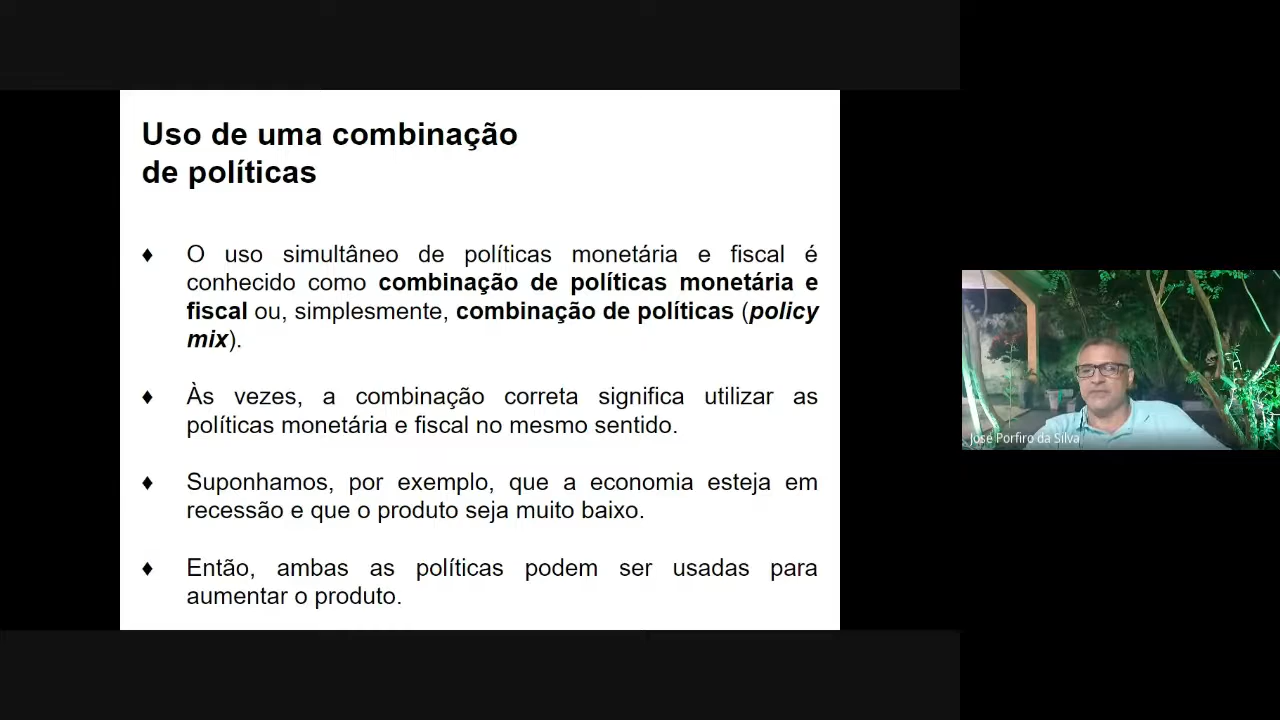 Uso de uma combinação
de políticas
♦ O uso simultâneo de políticas monetária e fiscal é
conhecido como combinação de políticas monetária e
fiscal ou, simplesmente, combinação de políticas (policy
mix).
♦ Às vezes, a combinação correta significa utilizar as
políticas monetária e fiscal no mesmo sentido.
♦ Suponhamos, por exemplo, que a economia esteja em
recessão e que o produto seja muito baixo.
♦ Então, ambas as políticas podem ser usadas para
aumentar o produto.
José Porfiro da Silva